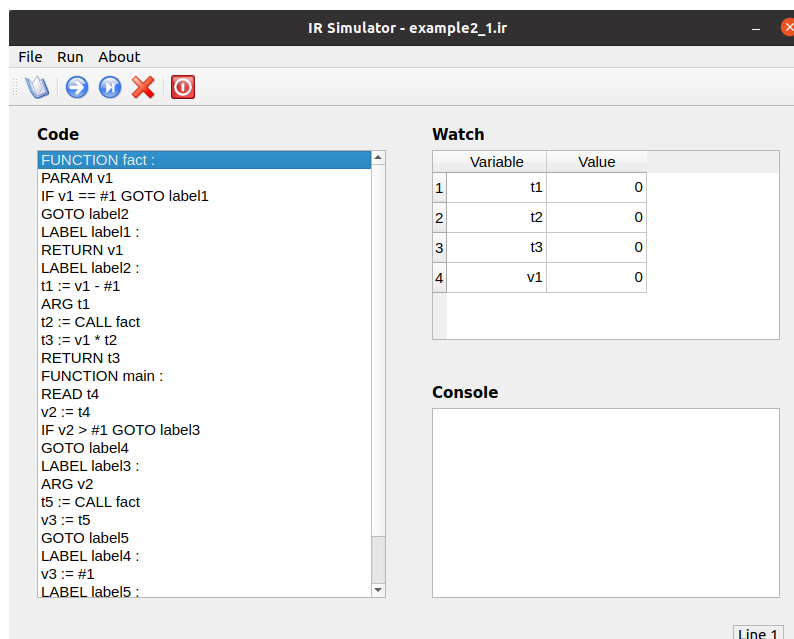 IR Simulator - example2_1.ir
File Run About
Code
FUNCTION fact :
PARAM v1
IF v1 == #1 GOTO label1
GOTO label2
LABEL label1 :
RETURN v1
LABEL label2 :
t1 := v1 - #1
ARG t1
t2 := CALL fact
t3 := v1 * t2
RETURN t3
FUNCTION main :
READ t4
v2 := t4
IF v2 > #1 GOTO label3
GOTO label4
LABEL label3 :
ARG v2
t5 := CALL fact
v3 := t5
GOTO label5
LABEL label4 :
v3 := #1
LABEL label5 :
Watch
Variable Value
1 t1 0
2 t2 0
3 t3 0
4 v1 0
Console
Line 1